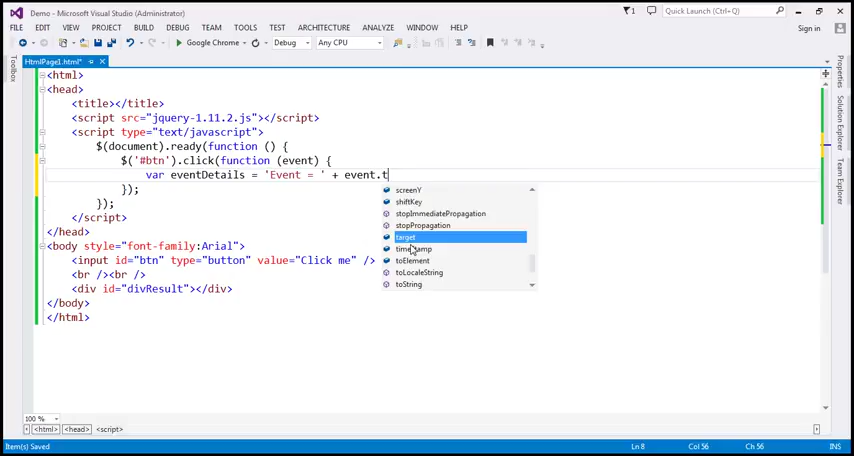 Demo - Microsoft Visual Studio (Administrator)
1
Quick Launch (Ctrl+Q)
FILE EDIT VIEW PROJECT BUILD DEBUG TEAM TOOLS TEST ARCHITECTURE ANALYZE WINDOW HELP
Sign in
Google Chrome
Debug
Any CPU
HtmlPage1.html*
Toolbox
Properties
Solution Explorer
Team Explorer
<html>
<head>
<title></title>
<script src="jquery-1.11.2.js"></script>
<script type="text/javascript">
$(document).ready(function () {
$('#btn').click(function (event) {
var eventDetails = 'Event = ' + event.t
});
});
</script>
</head>
<body style="font-family:Arial">
<input id="btn" type="button" value="Click me" />
<br /><br />
<div id="divResult"></div>
</body>
</html>
screenY
shiftKey
stopImmediatePropagation
stopPropagation
target
timeStamp
toElement
toLocaleString
toString
100 %
<html> <head> <script>
Item(s) Saved
Ln 8
Col 56
Ch 56
INS